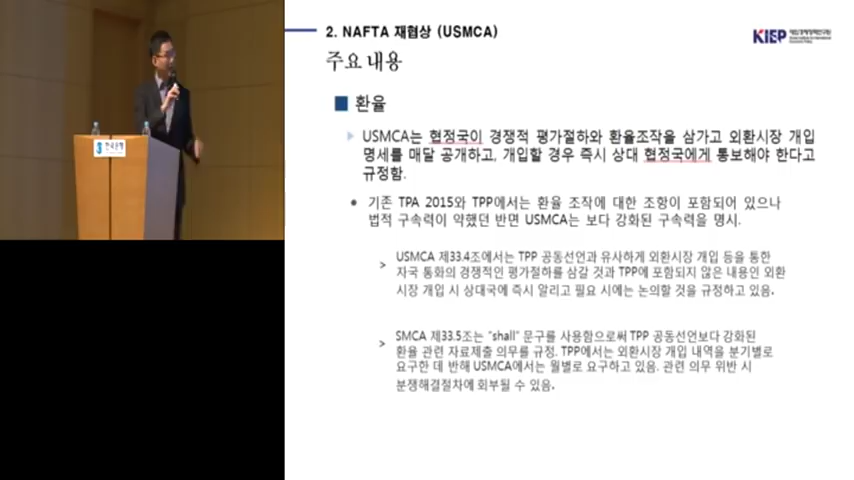 2. NAFTA 재협상 (USMCA)
KIEP
주요 내용
환율
USMCA는 협정국이 경쟁적 평가절하와 환율조작을 삼가고 외환시장 개입
명세를 매달 공개하고, 개입할 경우 즉시 상대 협정국에게 통보해야 한다고
규정함.
기존 TPA 2015와 TPP에서는 환율 조작에 대한 조항이 포함되어 있으나
법적 구속력이 약했던 반면 USMCA는 보다 강화된 구속력을 명시.
> USMCA 제33.4조에서는 TPP 공동선언과 유사하게 외환시장 개입 등을 통한
자국 통화의 경쟁적인 평가절하를 삼갈 것과 TPP에 포함되지 않은 내용인 외환
시장 개입 시 상대국에 즉시 알리고 필요 시에는 논의할 것을 규정하고 있음.
> SMCA 제33.5조는 "shall" 문구를 사용함으로써 TPP 공동선언보다 강화된
환율 관련 자료제출 의무를 규정. TPP에서는 외환시장 개입 내역을 분기별로
요구한 데 반해 USMCA에서는 월별로 요구하고 있음. 관련 의무 위반 시
분쟁해결절차에 회부될 수 있음.
한국은행